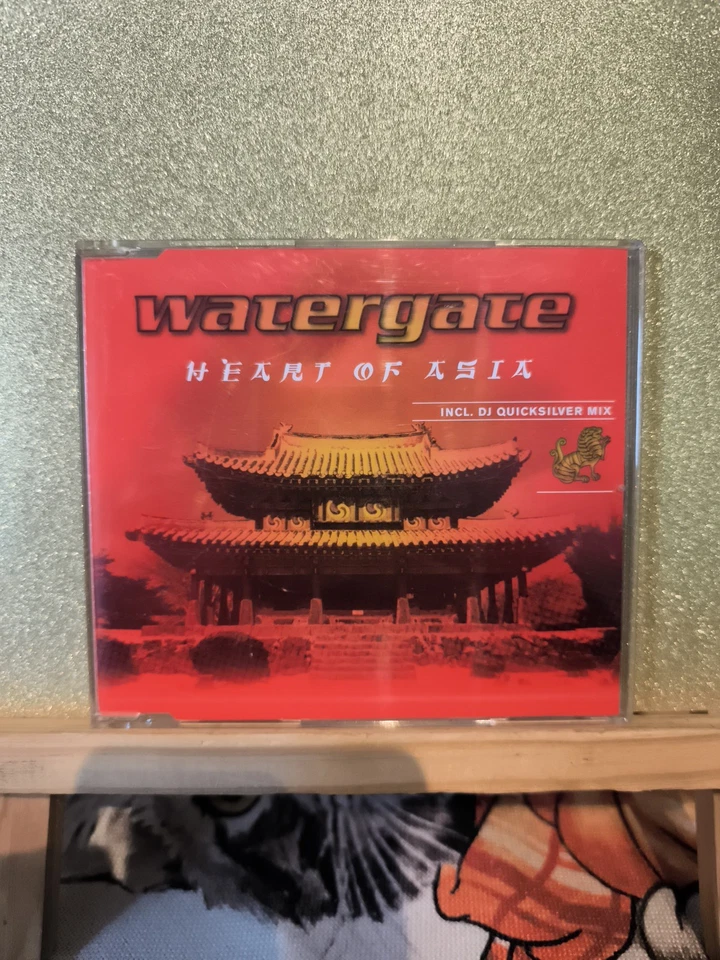 watergate
HEART OF ASIA
INCL. DJ QUICKSILVER MIX